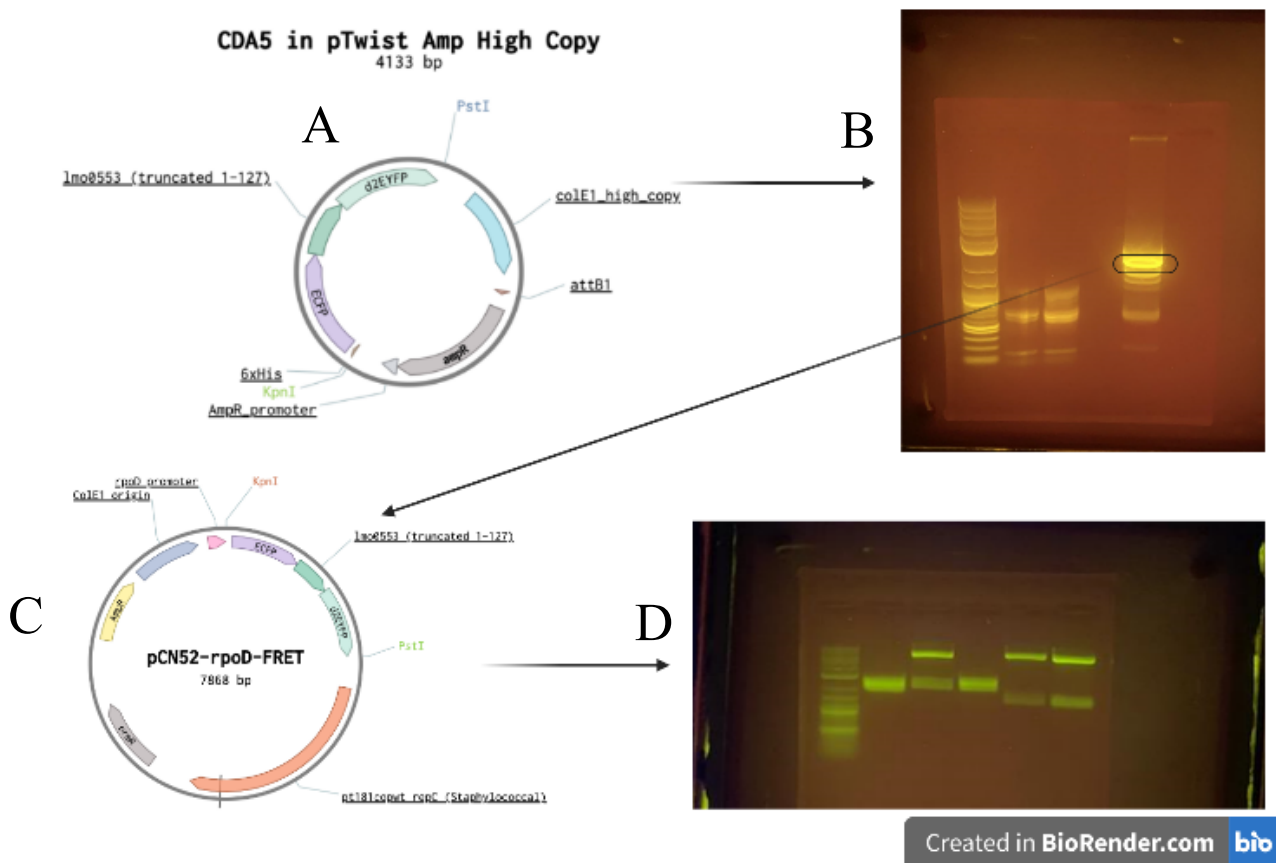 CDA5 in pTwist Amp High Copy
4133 bp
A
B
PstI
lmo0553 (truncated 1-127)
d2EYFP
colE1_high_copy
attB1
ECFP
ampR
6xHis
KpnI
AmpR_promoter
rpoD promoter
KpnI
ColE1 origin
ECFP
lmo0553 (truncated 1-127)
AmpR
d2EYFP
C
D
PstI
pCN52-rpoD-FRET
7868 bp
pt181copwt repC (Staphylococcal)
Created in BioRender.com bio